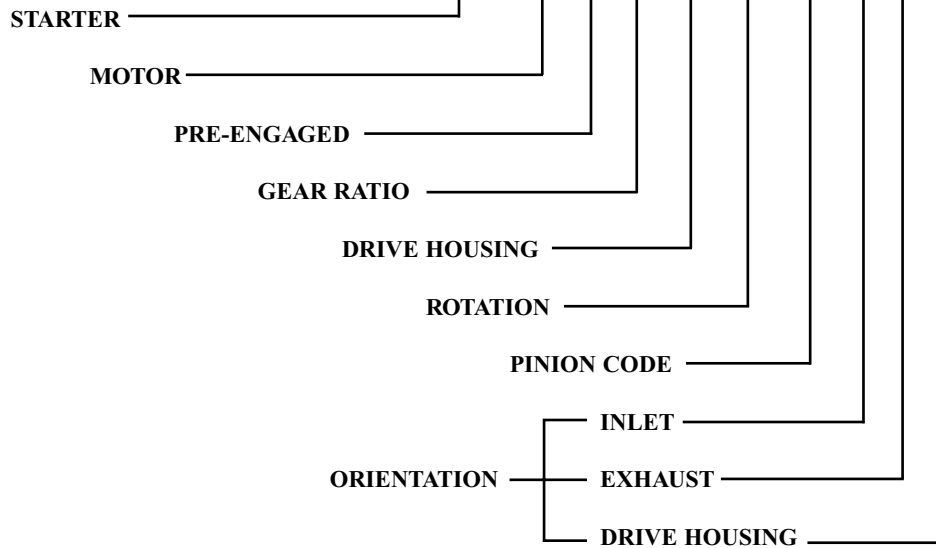 STARTER
MOTOR
PRE-ENGAGED
GEAR RATIO
DRIVE HOUSING
ROTATION
PINION CODE
INLET
ORIENTATION EXHAUST
DRIVE HOUSING